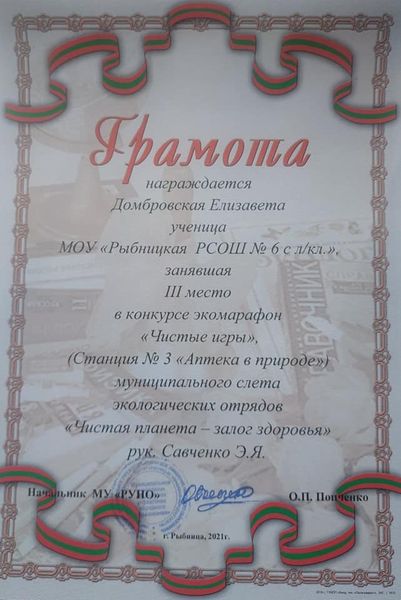 Грамота
награждается
Домбровская Елизавета
ученица
МОУ «Рыбницкая РСОШ № 6 с л/кл.»,
занявшая
III место
в конкурсе экомарафон
«Чистые игры»,
(Станция № 3 «Аптека в природе»)
муниципального слета
экологических отрядов
«Чистая планета – залог здоровья»
рук. Савченко Э.Я.
Начальник МУ «РУНО» О.П. Попченко
г. Рыбница, 2021г.